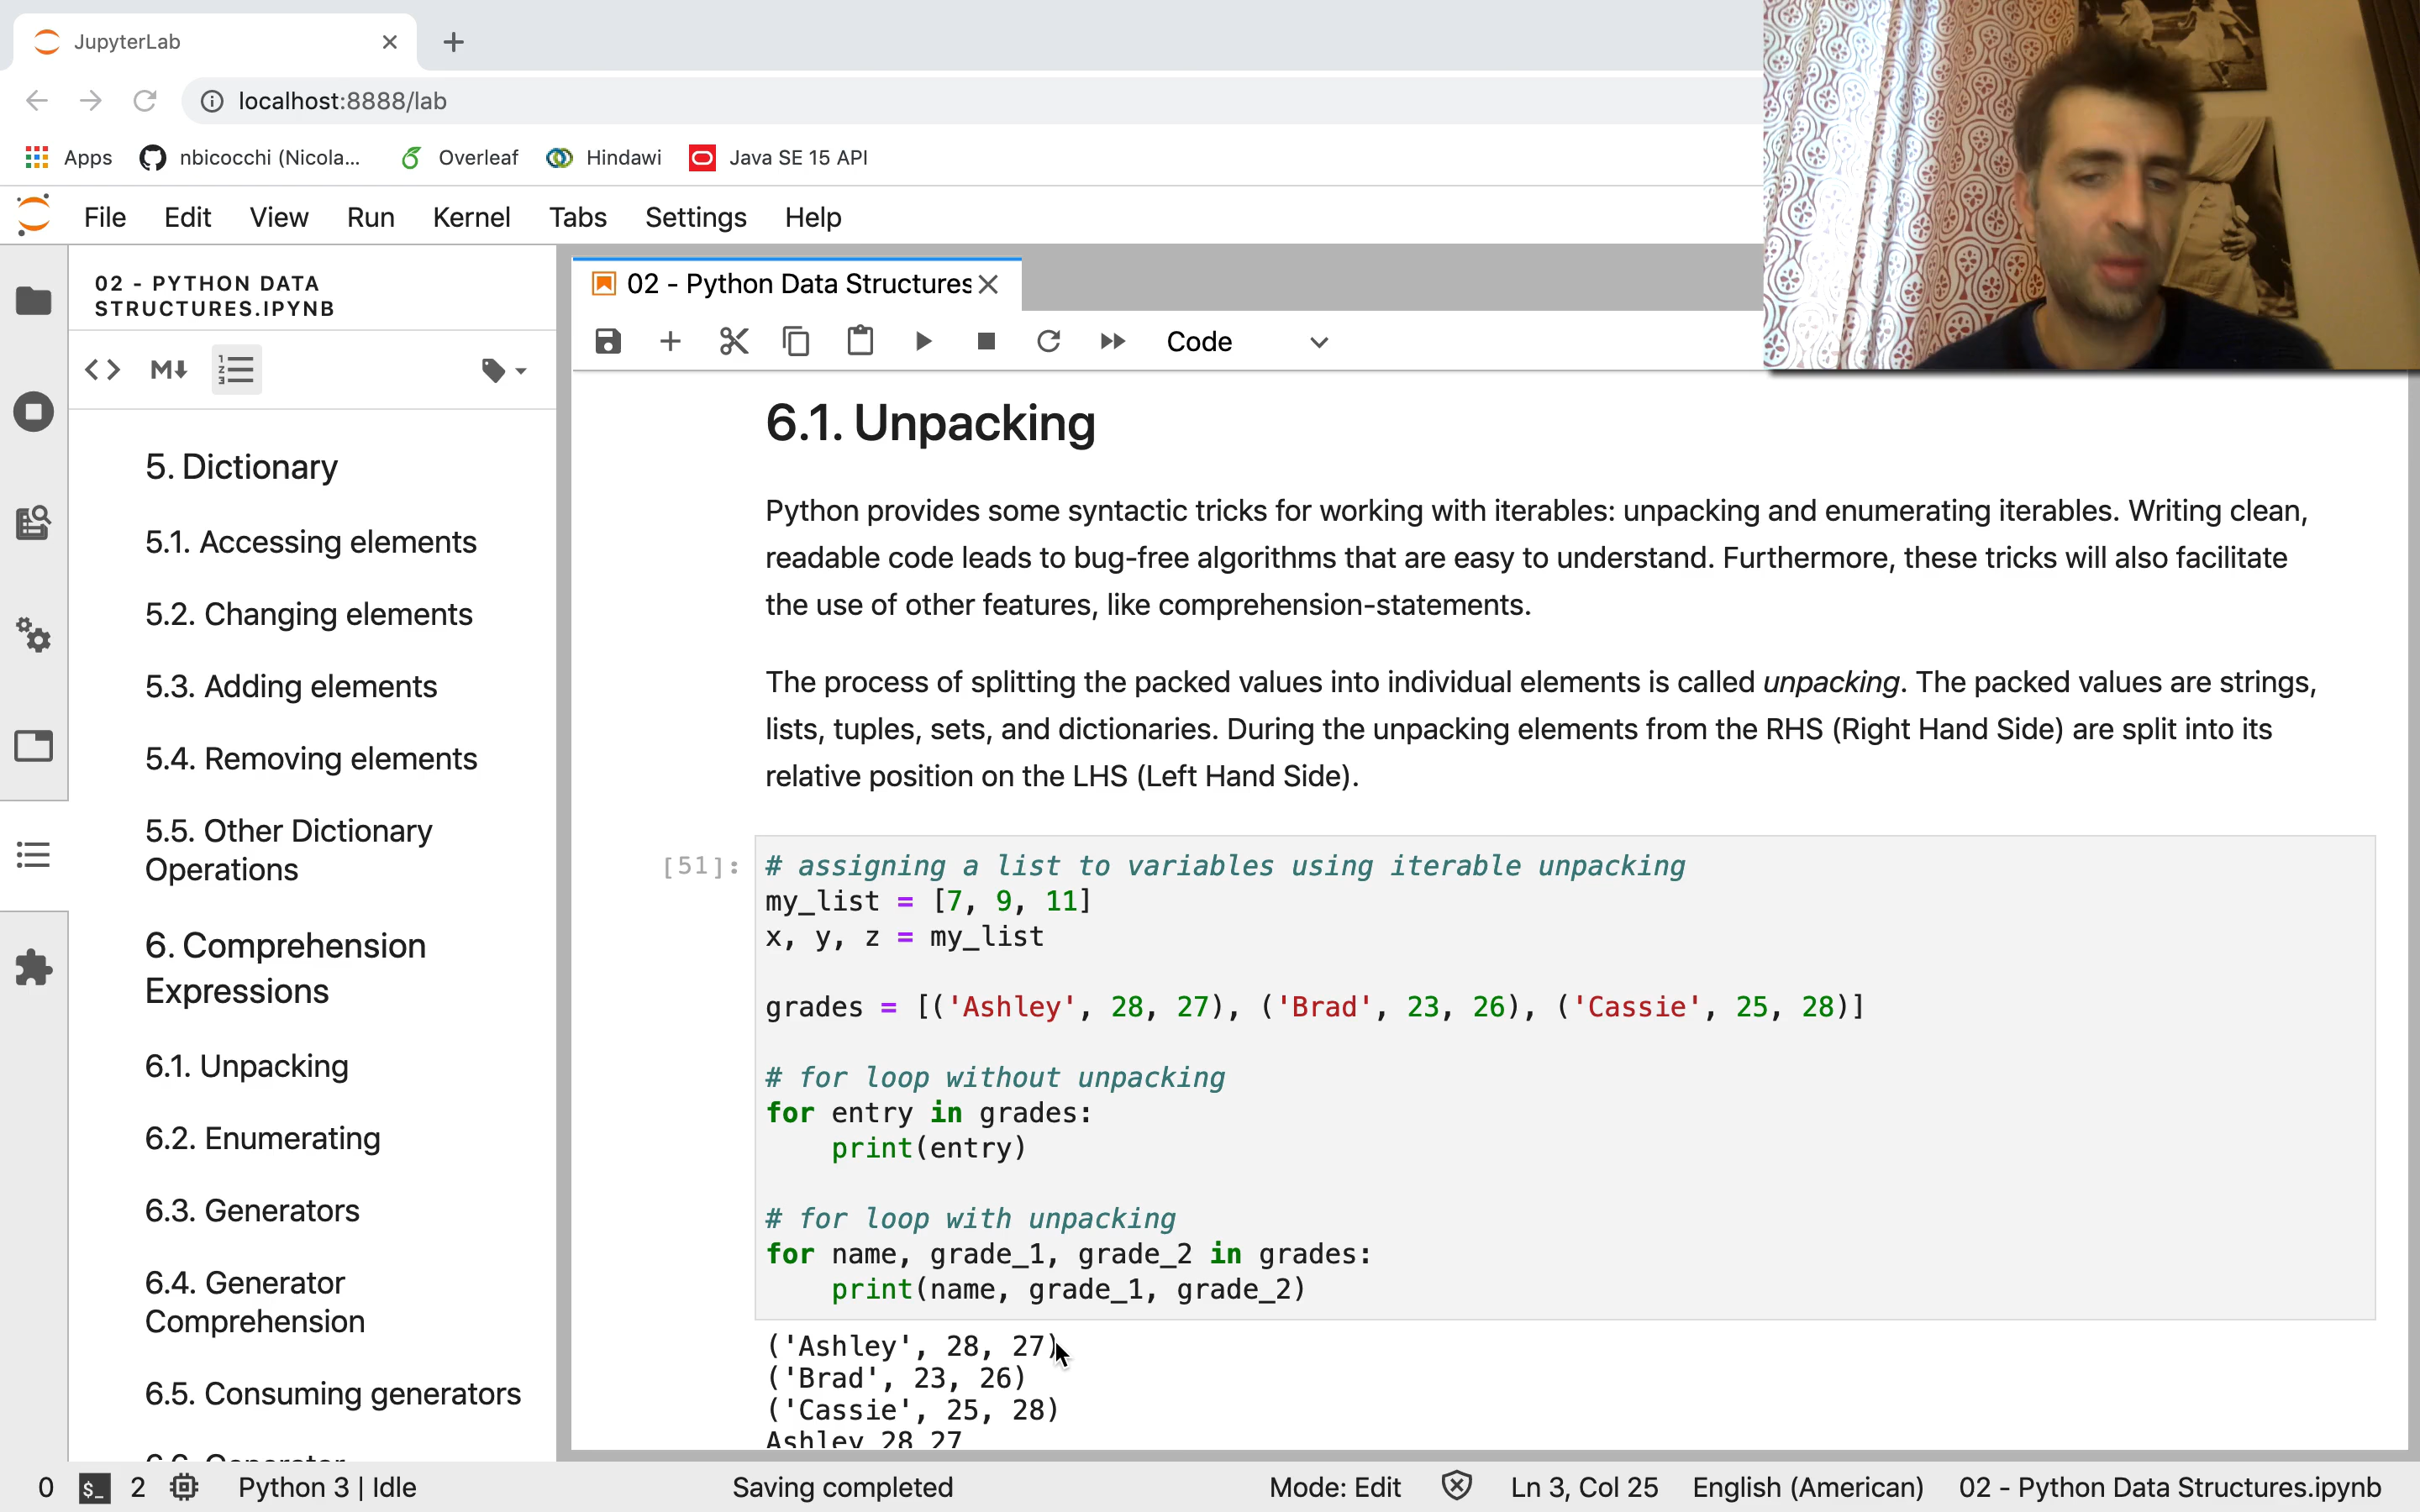 JupyterLab
localhost:8888/lab
Apps nbicocchi (Nicola... Overleaf Hindawi Java SE 15 API
File Edit View Run Kernel Tabs Settings Help
02 - PYTHON DATA
STRUCTURES.IPYNB
M
5. Dictionary
5.1. Accessing elements
5.2. Changing elements
5.3. Adding elements
5.4. Removing elements
5.5. Other Dictionary
Operations
6. Comprehension
Expressions
6.1. Unpacking
6.2. Enumerating
6.3. Generators
6.4. Generator
Comprehension
6.5. Consuming generators
02 - Python Data Structures
Code
6.1. Unpacking
Python provides some syntactic tricks for working with iterables: unpacking and enumerating iterables. Writing clean,
readable code leads to bug-free algorithms that are easy to understand. Furthermore, these tricks will also facilitate
the use of other features, like comprehension-statements.
The process of splitting the packed values into individual elements is called unpacking. The packed values are strings,
lists, tuples, sets, and dictionaries. During the unpacking elements from the RHS (Right Hand Side) are split into its
relative position on the LHS (Left Hand Side).
[51]: # assigning a list to variables using iterable unpacking
my_list = [7, 9, 11]
x, y, z = my_list
grades = [('Ashley', 28, 27), ('Brad', 23, 26), ('Cassie', 25, 28)]
# for loop without unpacking
for entry in grades:
print(entry)
# for loop with unpacking
for name, grade_1, grade_2 in grades:
print(name, grade_1, grade_2)
('Ashley', 28, 27)
('Brad', 23, 26)
('Cassie', 25, 28)
Ashley 28 27
0 $_ 2 Python 3 | Idle Saving completed Mode: Edit Ln 3, Col 25 English (American) 02 - Python Data Structures.ipynb